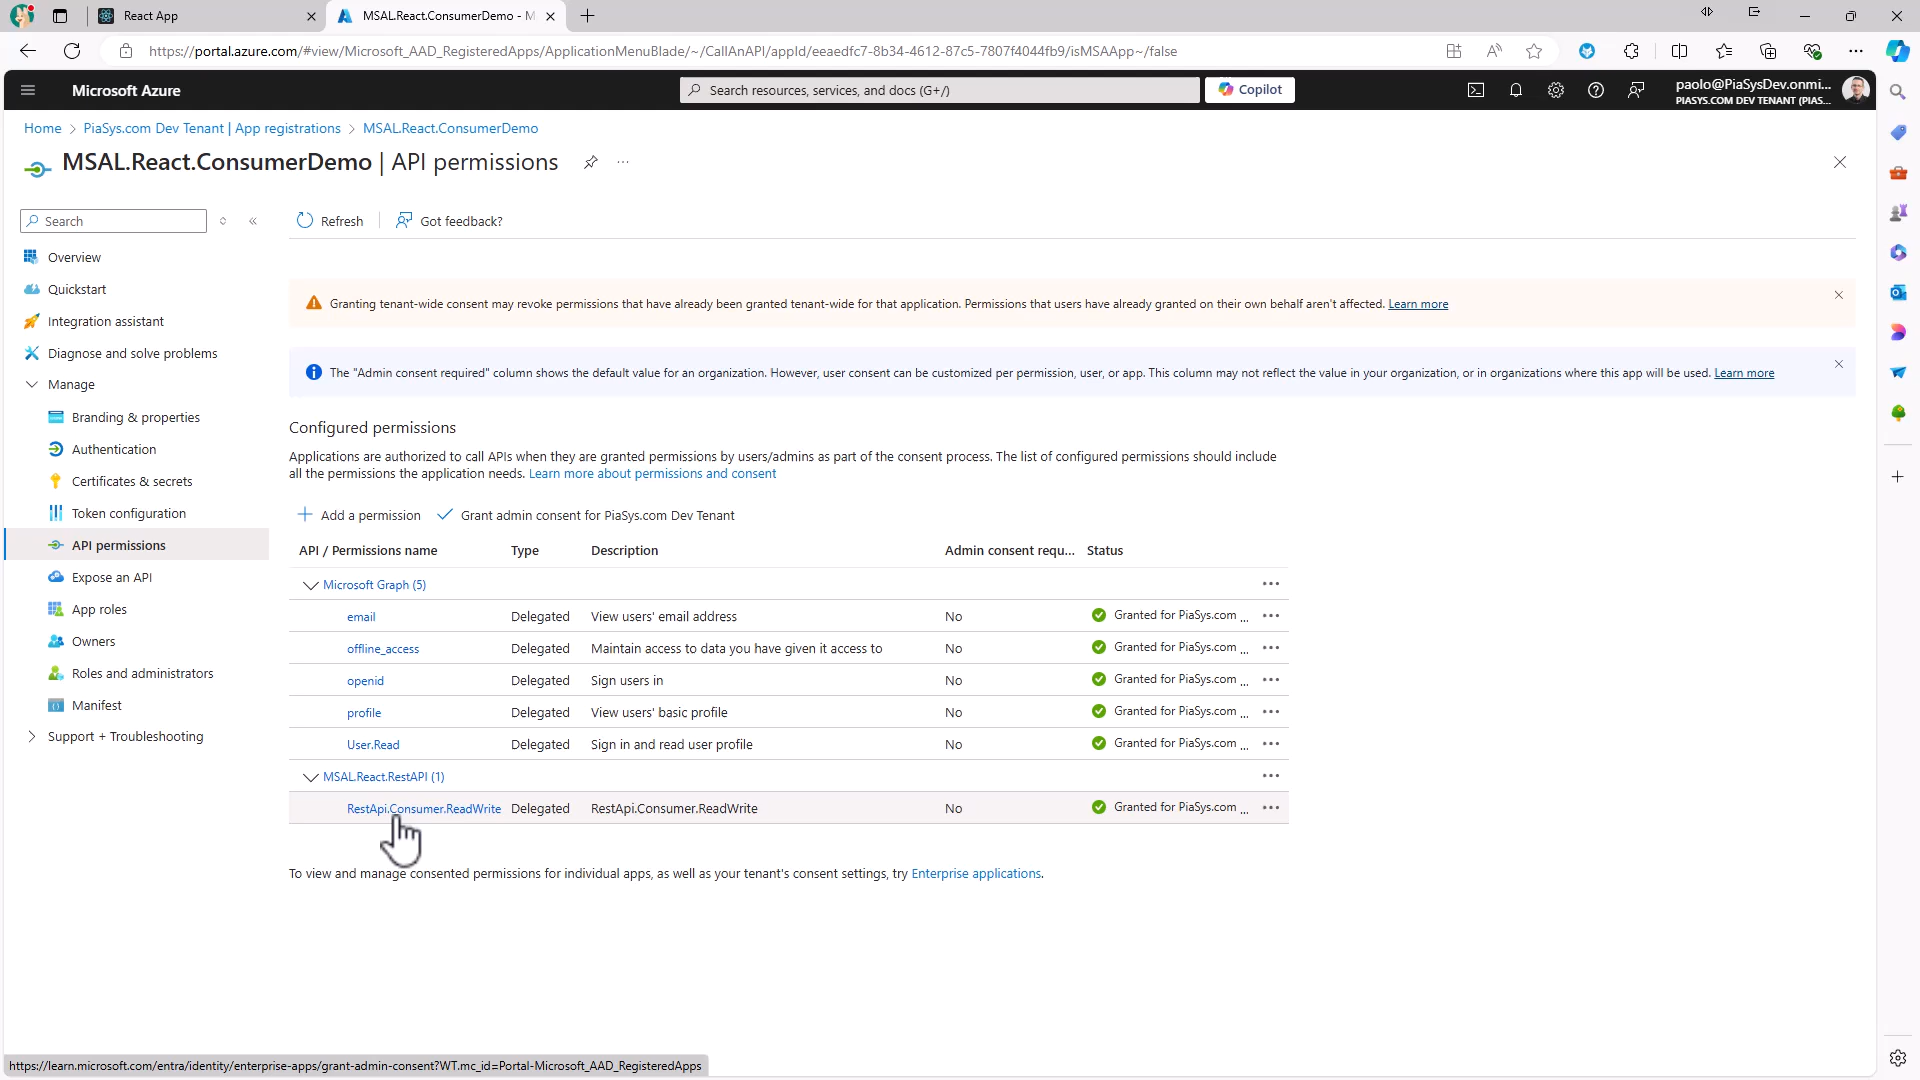 React App
MSAL.React.ConsumerDemo - M
https://portal.azure.com/#view/Microsoft_AAD_RegisteredApps/ApplicationMenuBlade/~/CallAnAPI/appId/eeaedfc7-8b34-4612-87c5-7807f4044fb9/isMSAApp~/false
Microsoft Azure
Search resources, services, and docs (G+/)
Copilot
paolo@PiaSysDev.onmi...
PIASYS.COM DEV TENANT (PIAS...
Home > PiaSys.com Dev Tenant | App registrations > MSAL.React.ConsumerDemo
MSAL.React.ConsumerDemo | API permissions
Search
Refresh
Got feedback?
Overview
Quickstart
Integration assistant
Diagnose and solve problems
Manage
Branding & properties
Authentication
Certificates & secrets
Token configuration
API permissions
Expose an API
App roles
Owners
Roles and administrators
Manifest
Support + Troubleshooting
Granting tenant-wide consent may revoke permissions that have already been granted tenant-wide for that application. Permissions that users have already granted on their own behalf aren't affected. Learn more
The "Admin consent required" column shows the default value for an organization. However, user consent can be customized per permission, user, or app. This column may not reflect the value in your organization, or in organizations where this app will be used. Learn more
Configured permissions
Applications are authorized to call APIs when they are granted permissions by users/admins as part of the consent process. The list of configured permissions should include
all the permissions the application needs. Learn more about permissions and consent
Add a permission
Grant admin consent for PiaSys.com Dev Tenant
API / Permissions name Type Description Admin consent requ... Status
Microsoft Graph (5)
email Delegated View users' email address No Granted for PiaSys.com ...
offline_access Delegated Maintain access to data you have given it access to No Granted for PiaSys.com ...
openid Delegated Sign users in No Granted for PiaSys.com ...
profile Delegated View users' basic profile No Granted for PiaSys.com ...
User.Read Delegated Sign in and read user profile No Granted for PiaSys.com ...
MSAL.React.RestAPI (1)
RestApi.Consumer.ReadWrite Delegated RestApi.Consumer.ReadWrite No Granted for PiaSys.com ...
To view and manage consented permissions for individual apps, as well as your tenant's consent settings, try Enterprise applications.
https://learn.microsoft.com/entra/identity/enterprise-apps/grant-admin-consent?WT.mc_id=Portal-Microsoft_AAD_RegisteredApps